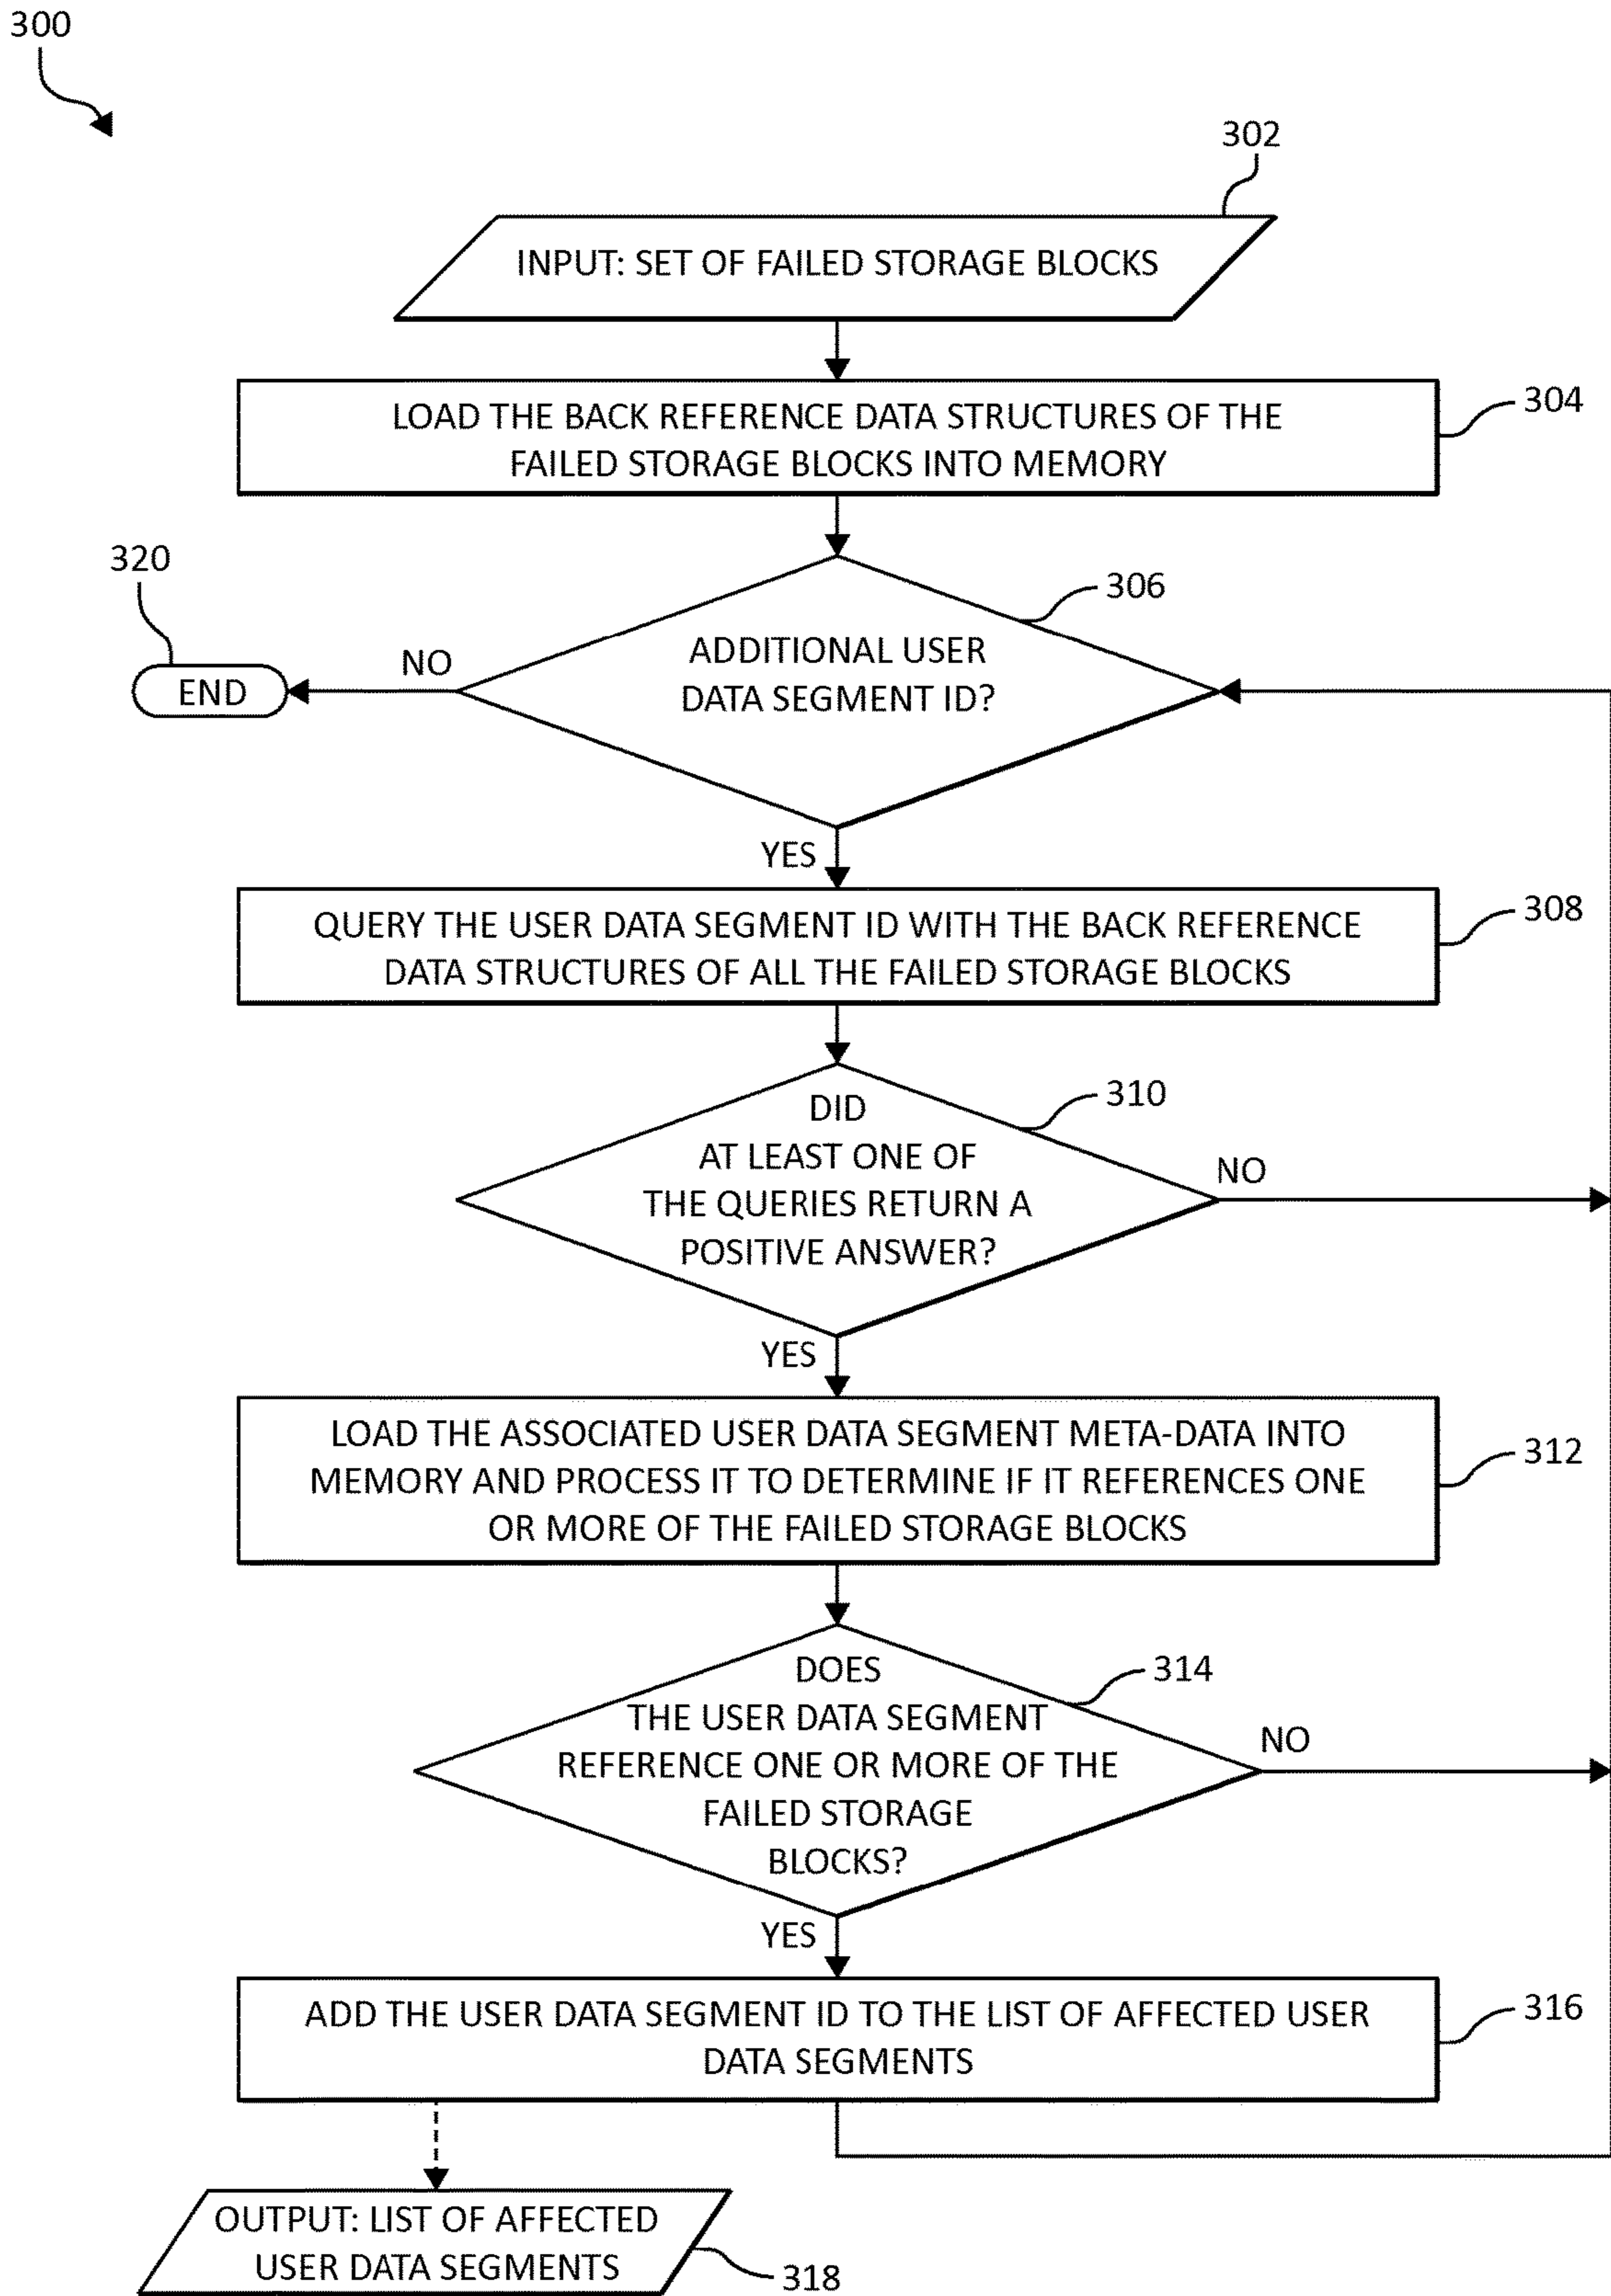 300
302
INPUT: SET OF FAILED STORAGE BLOCKS
304
LOAD THE BACK REFERENCE DATA STRUCTURES OF THE
FAILED STORAGE BLOCKS INTO MEMORY
320
306
ADDITIONAL USER
DATA SEGMENT ID?
NO
END
YES
308
QUERY THE USER DATA SEGMENT ID WITH THE BACK REFERENCE
DATA STRUCTURES OF ALL THE FAILED STORAGE BLOCKS
310
DID
AT LEAST ONE OF
THE QUERIES RETURN A
POSITIVE ANSWER?
NO
YES
LOAD THE ASSOCIATED USER DATA SEGMENT META-DATA INTO
MEMORY AND PROCESS IT TO DETERMINE IF IT REFERENCES ONE
OR MORE OF THE FAILED STORAGE BLOCKS
312
314
DOES
THE USER DATA SEGMENT
REFERENCE ONE OR MORE OF THE
FAILED STORAGE
BLOCKS?
NO
YES
316
ADD THE USER DATA SEGMENT ID TO THE LIST OF AFFECTED USER
DATA SEGMENTS
OUTPUT: LIST OF AFFECTED
USER DATA SEGMENTS
318